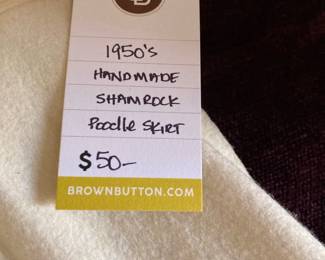 1950's
HANDMADE
SHAMROCK
Poodle SKIRT
$50-
BROWNBUTTON.COM